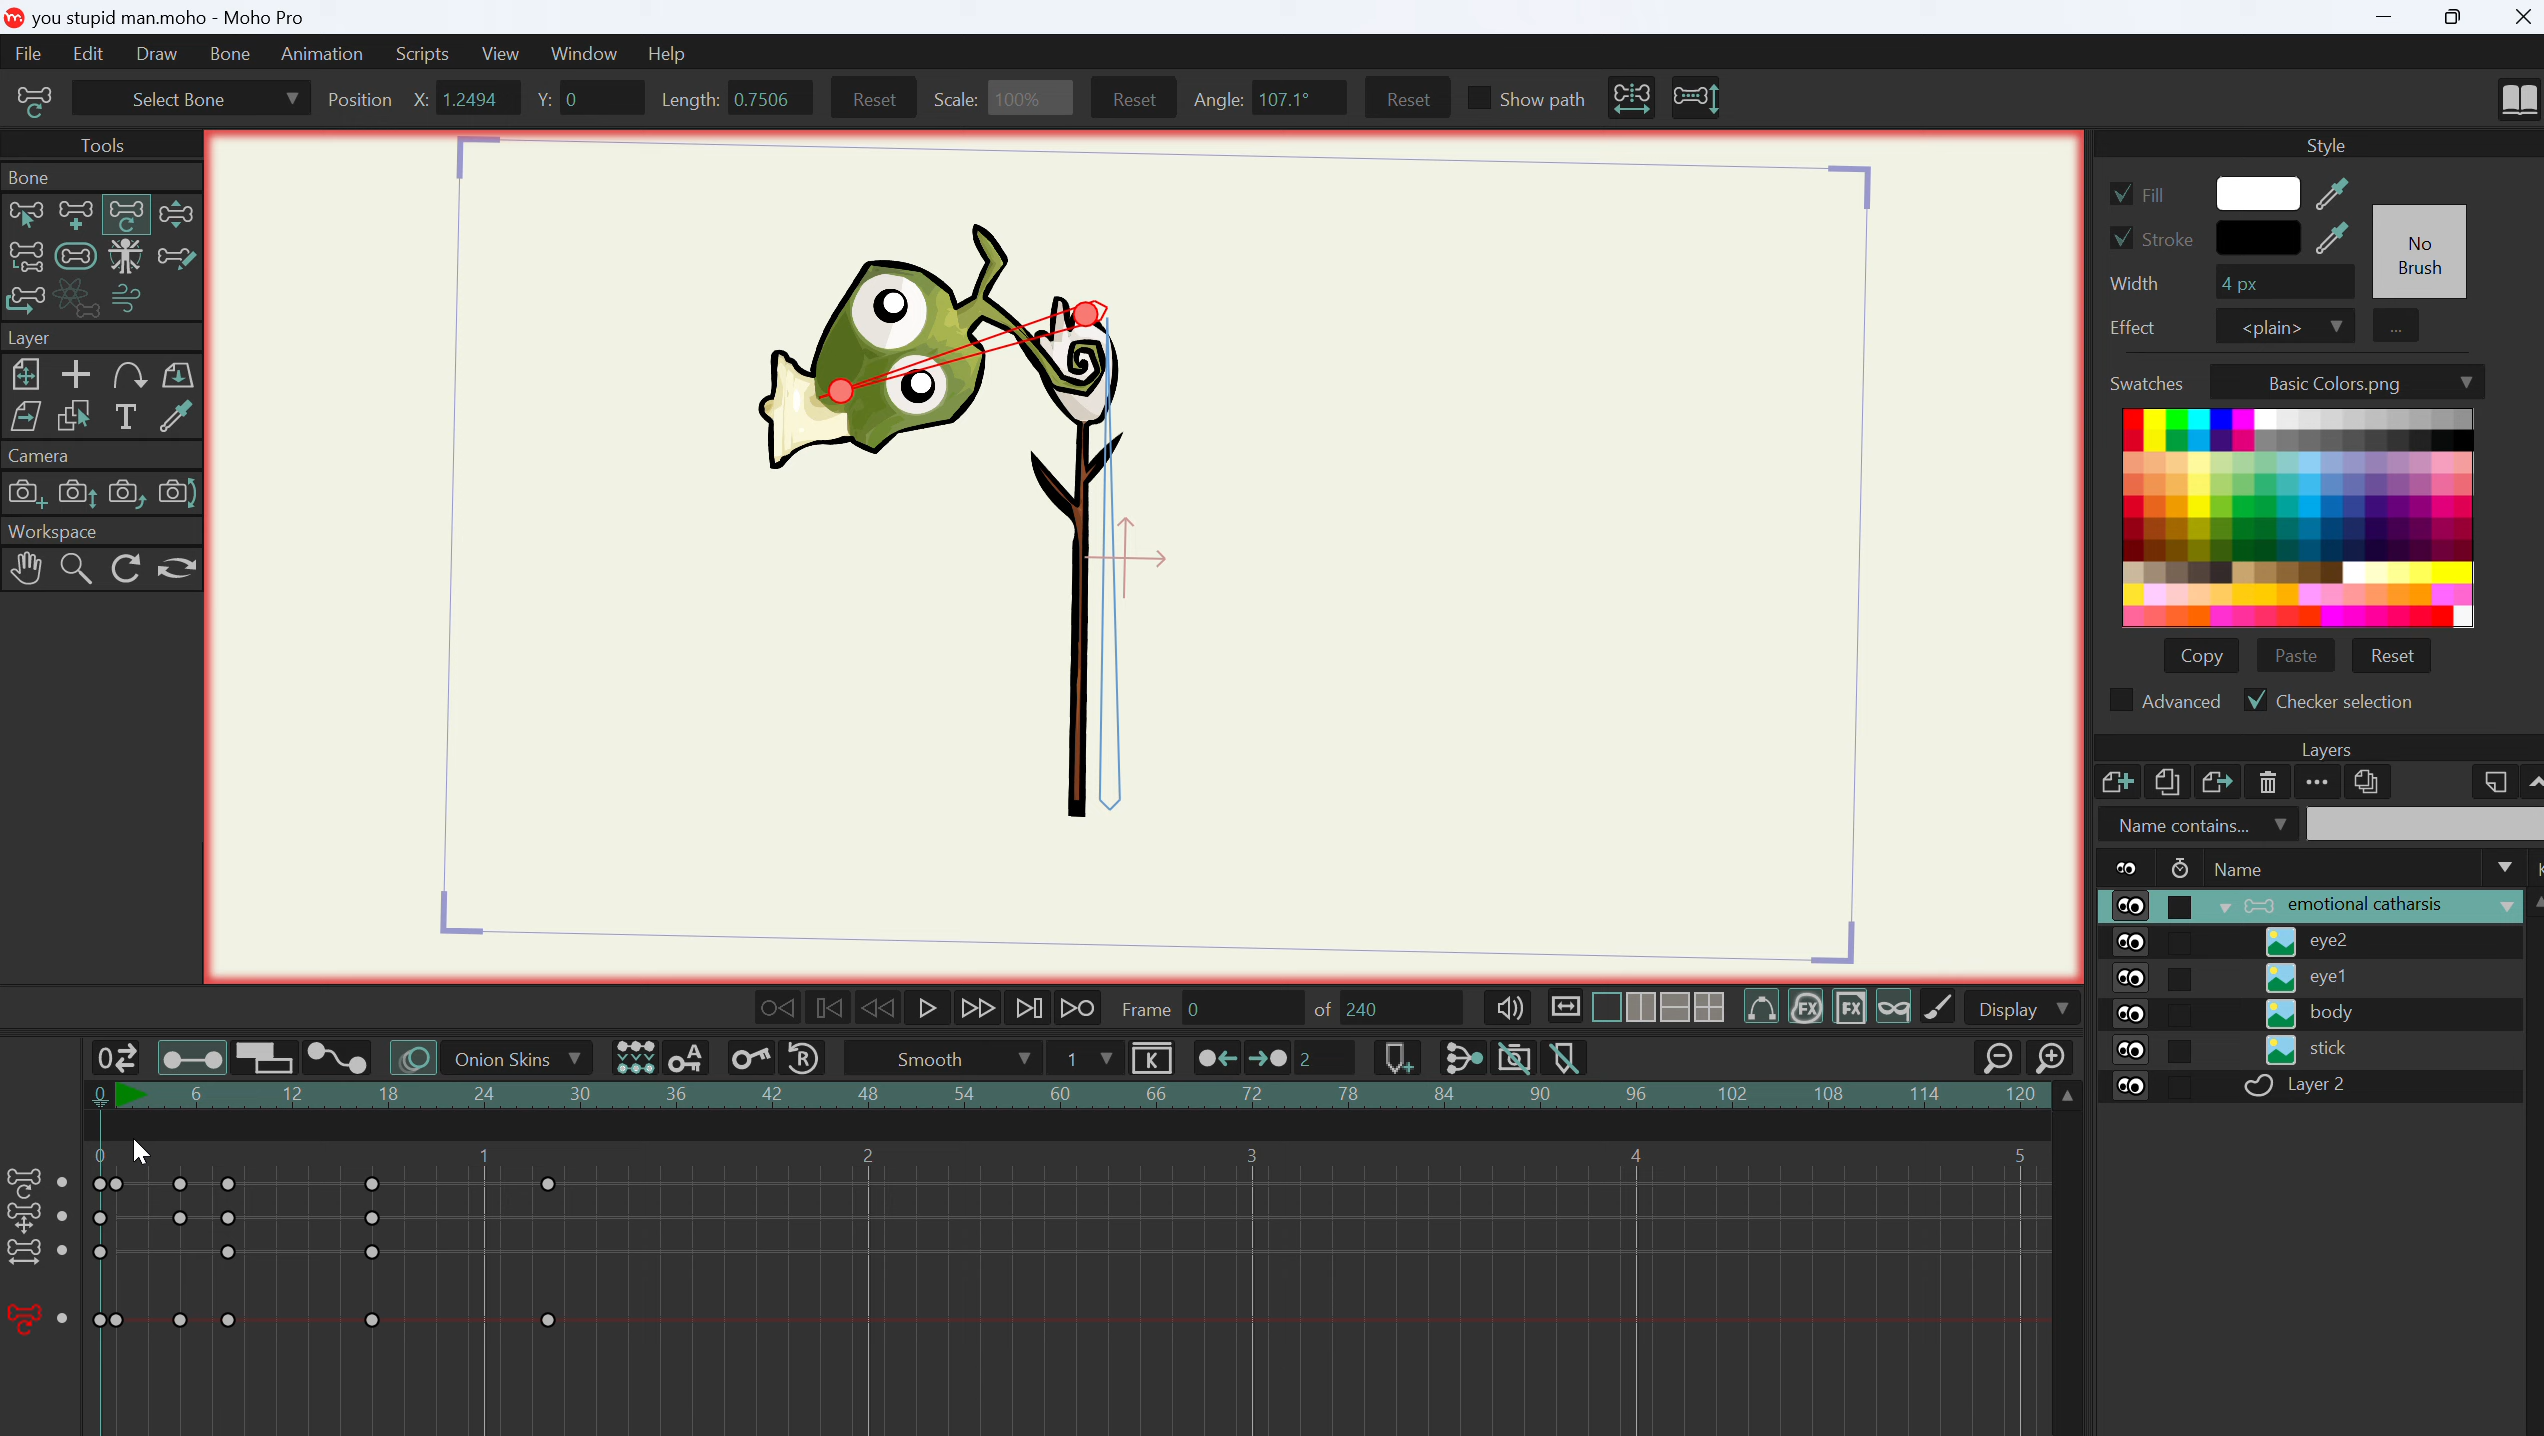 you stupid man.moho - Moho Pro
File Edit Draw Bone Animation Scripts View Window Help
Select Bone Position X: 1.2494 Y: 0 Length: 0.7506 Reset Scale: 100% Reset Angle: 107.1° Reset Show path
Tools
Bone
Layer
T
Camera
Workspace
Style
Fill
Stroke
No
Brush
Width 4 px
Effect <plain> ...
Swatches Basic Colors.png
Copy Paste Reset
Advanced Checker selection
Layers
Name contains...
Name
emotional catharsis
eye2
eye1
body
stick
Layer 2
Frame 0 of 240 FX FX Display
0 Onion Skins A R Smooth 1 K 2
0 6 12 18 24 30 36 42 48 54 60 66 72 78 84 90 96 102 108 114 120
0 1 2 3 4 5